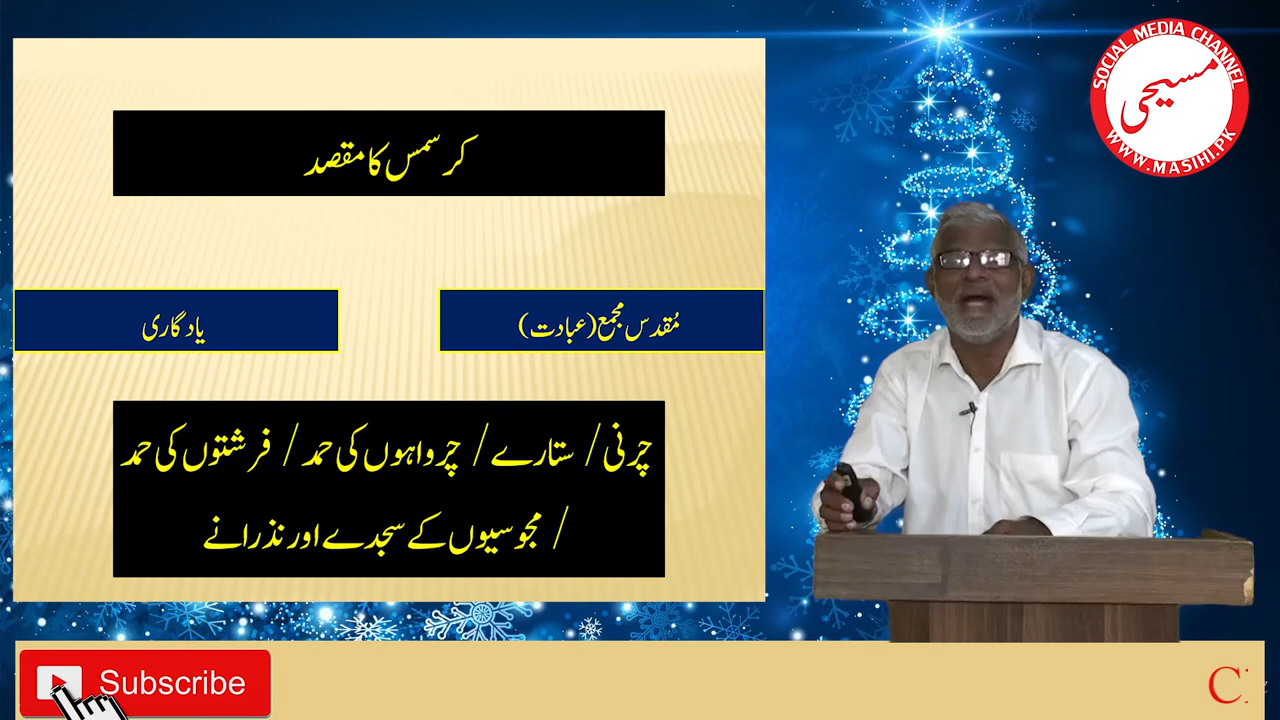 SOCIAL MEDIA CHANNEL
مسیحی
WWW.MASIHI.PK
کرسمس کا مقصد
مُقدس مجمع (عبادت)
یادگاری
چرنی / ستارے / چرواہوں کی حمد / فرشتوں کی حمد
/ مجوسیوں کے سجدے اور نذرانے
Subscribe